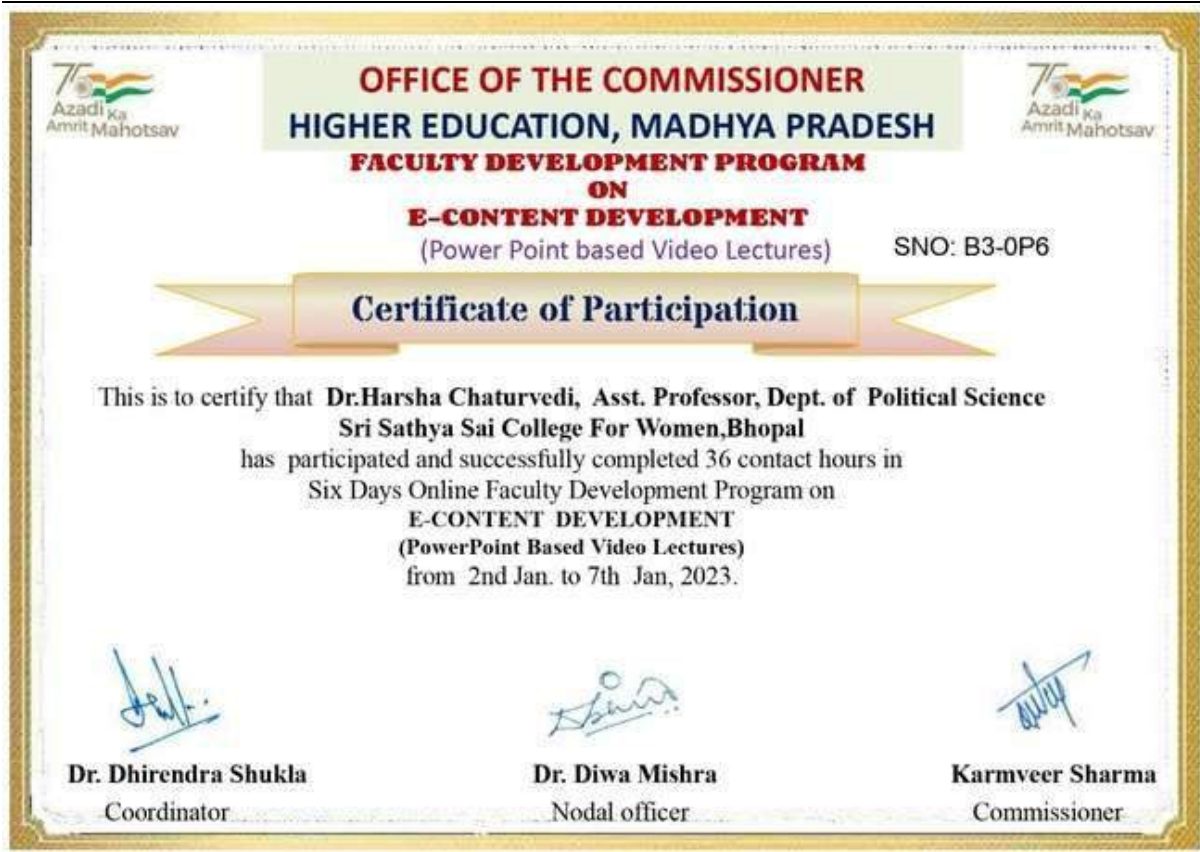 75
Azadi Ka
Amrit Mahotsav
75
Azadi Ka
Amrit Mahotsav
OFFICE OF THE COMMISSIONER
HIGHER EDUCATION, MADHYA PRADESH
FACULTY DEVELOPMENT PROGRAM
ON
E-CONTENT DEVELOPMENT
(Power Point based Video Lectures)
SNO: B3-0P6
Certificate of Participation
This is to certify that Dr.Harsha Chaturvedi, Asst. Professor, Dept. of Political Science
Sri Sathya Sai College For Women,Bhopal
has participated and successfully completed 36 contact hours in
Six Days Online Faculty Development Program on
E-CONTENT DEVELOPMENT
(PowerPoint Based Video Lectures)
from 2nd Jan. to 7th Jan, 2023.
Dr. Dhirendra Shukla
Coordinator
Dr. Diwa Mishra
Nodal officer
Karmveer Sharma
Commissioner